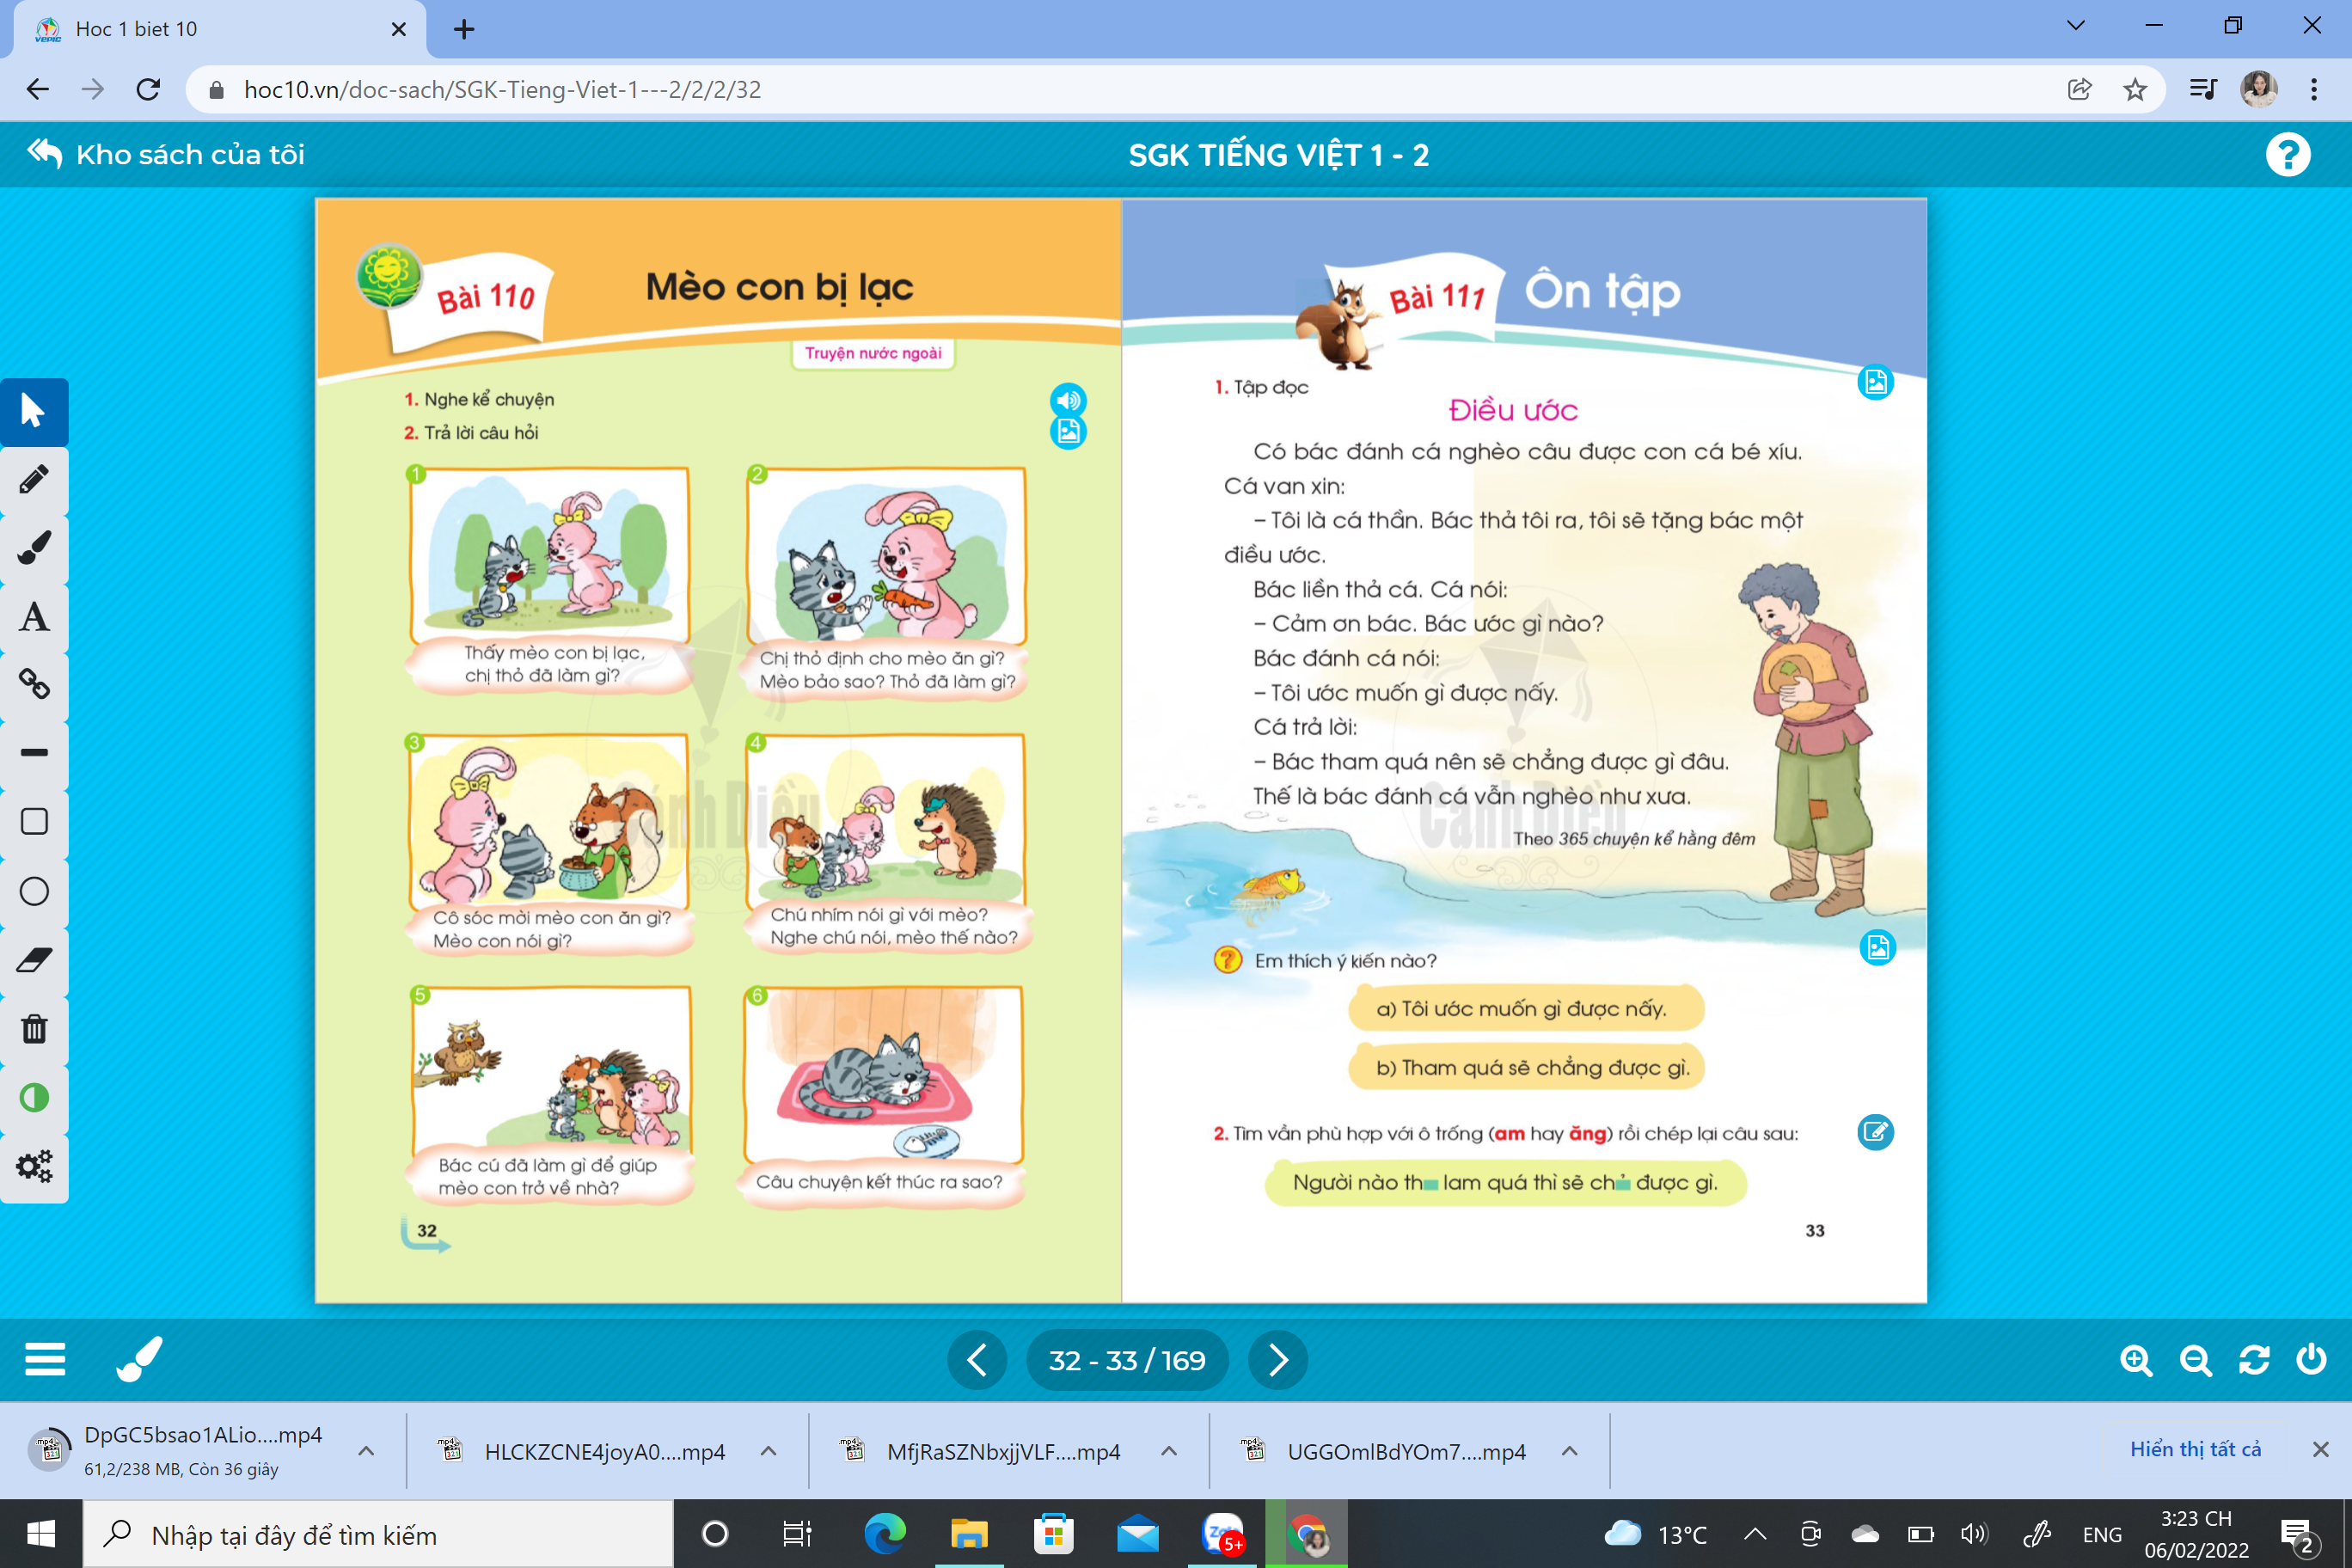 Hoc 1 biet 10
hoc10.vn/doc-sach/SGK-Tieng-Viet-1---2/2/2/32
Kho sách của tôi
SGK TIẾNG VIỆT 1 - 2
Bài 110
Mèo con bị lạc
Truyện nước ngoài
1. Nghe kể chuyện
2. Trả lời câu hỏi
1
2
Thấy mèo con bị lạc,
chị thỏ đã làm gì?
Chị thỏ định cho mèo ăn gì?
Mèo bảo sao? Thỏ đã làm gì?
3
4
Cô sóc mời mèo con ăn gì?
Mèo con nói gì?
Chú nhím nói gì với mèo?
Nghe chú nói, mèo thế nào?
5
6
Bác cú đã làm gì để giúp
mèo con trở về nhà?
Câu chuyện kết thúc ra sao?
32
Cánh Diều
Bài 111
Ôn tập
1. Tập đọc
Điều ước
Có bác đánh cá nghèo câu được con cá bé xíu.
Cá van xin:
– Tôi là cá thần. Bác thả tôi ra, tôi sẽ tặng bác một
điều ước.
Bác liền thả cá. Cá nói:
– Cảm ơn bác. Bác ước gì nào?
Bác đánh cá nói:
– Tôi ước muốn gì được nấy.
Cá trả lời:
– Bác tham quá nên sẽ chẳng được gì đâu.
Thế là bác đánh cá vẫn nghèo như xưa.
Cánh Diều
Theo 365 chuyện kể hằng đêm
? Em thích ý kiến nào?
a) Tôi ước muốn gì được nấy.
b) Tham quá sẽ chẳng được gì.
2. Tìm vần phù hợp với ô trống (am hay ăng) rồi chép lại câu sau:
Người nào th lam quá thì sẽ ch được gì.
33
32 - 33 / 169
DpGC5bsao1ALio....mp4
61,2/238 MB, Còn 36 giây
HLCKZCNE4joyA0....mp4
MfjRaSZNbxjjVLF....mp4
UGGOmlBdYOm7....mp4
Hiển thị tất cả
Nhập tại đây để tìm kiếm
Zalo
5+
13°C
ENG
3:23 CH
06/02/2022
2